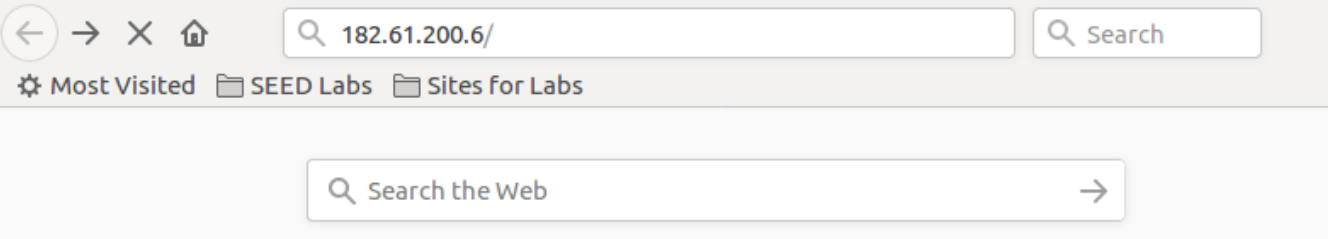 182.61.200.6/
Search
Most Visited SEED Labs Sites for Labs
Search the Web